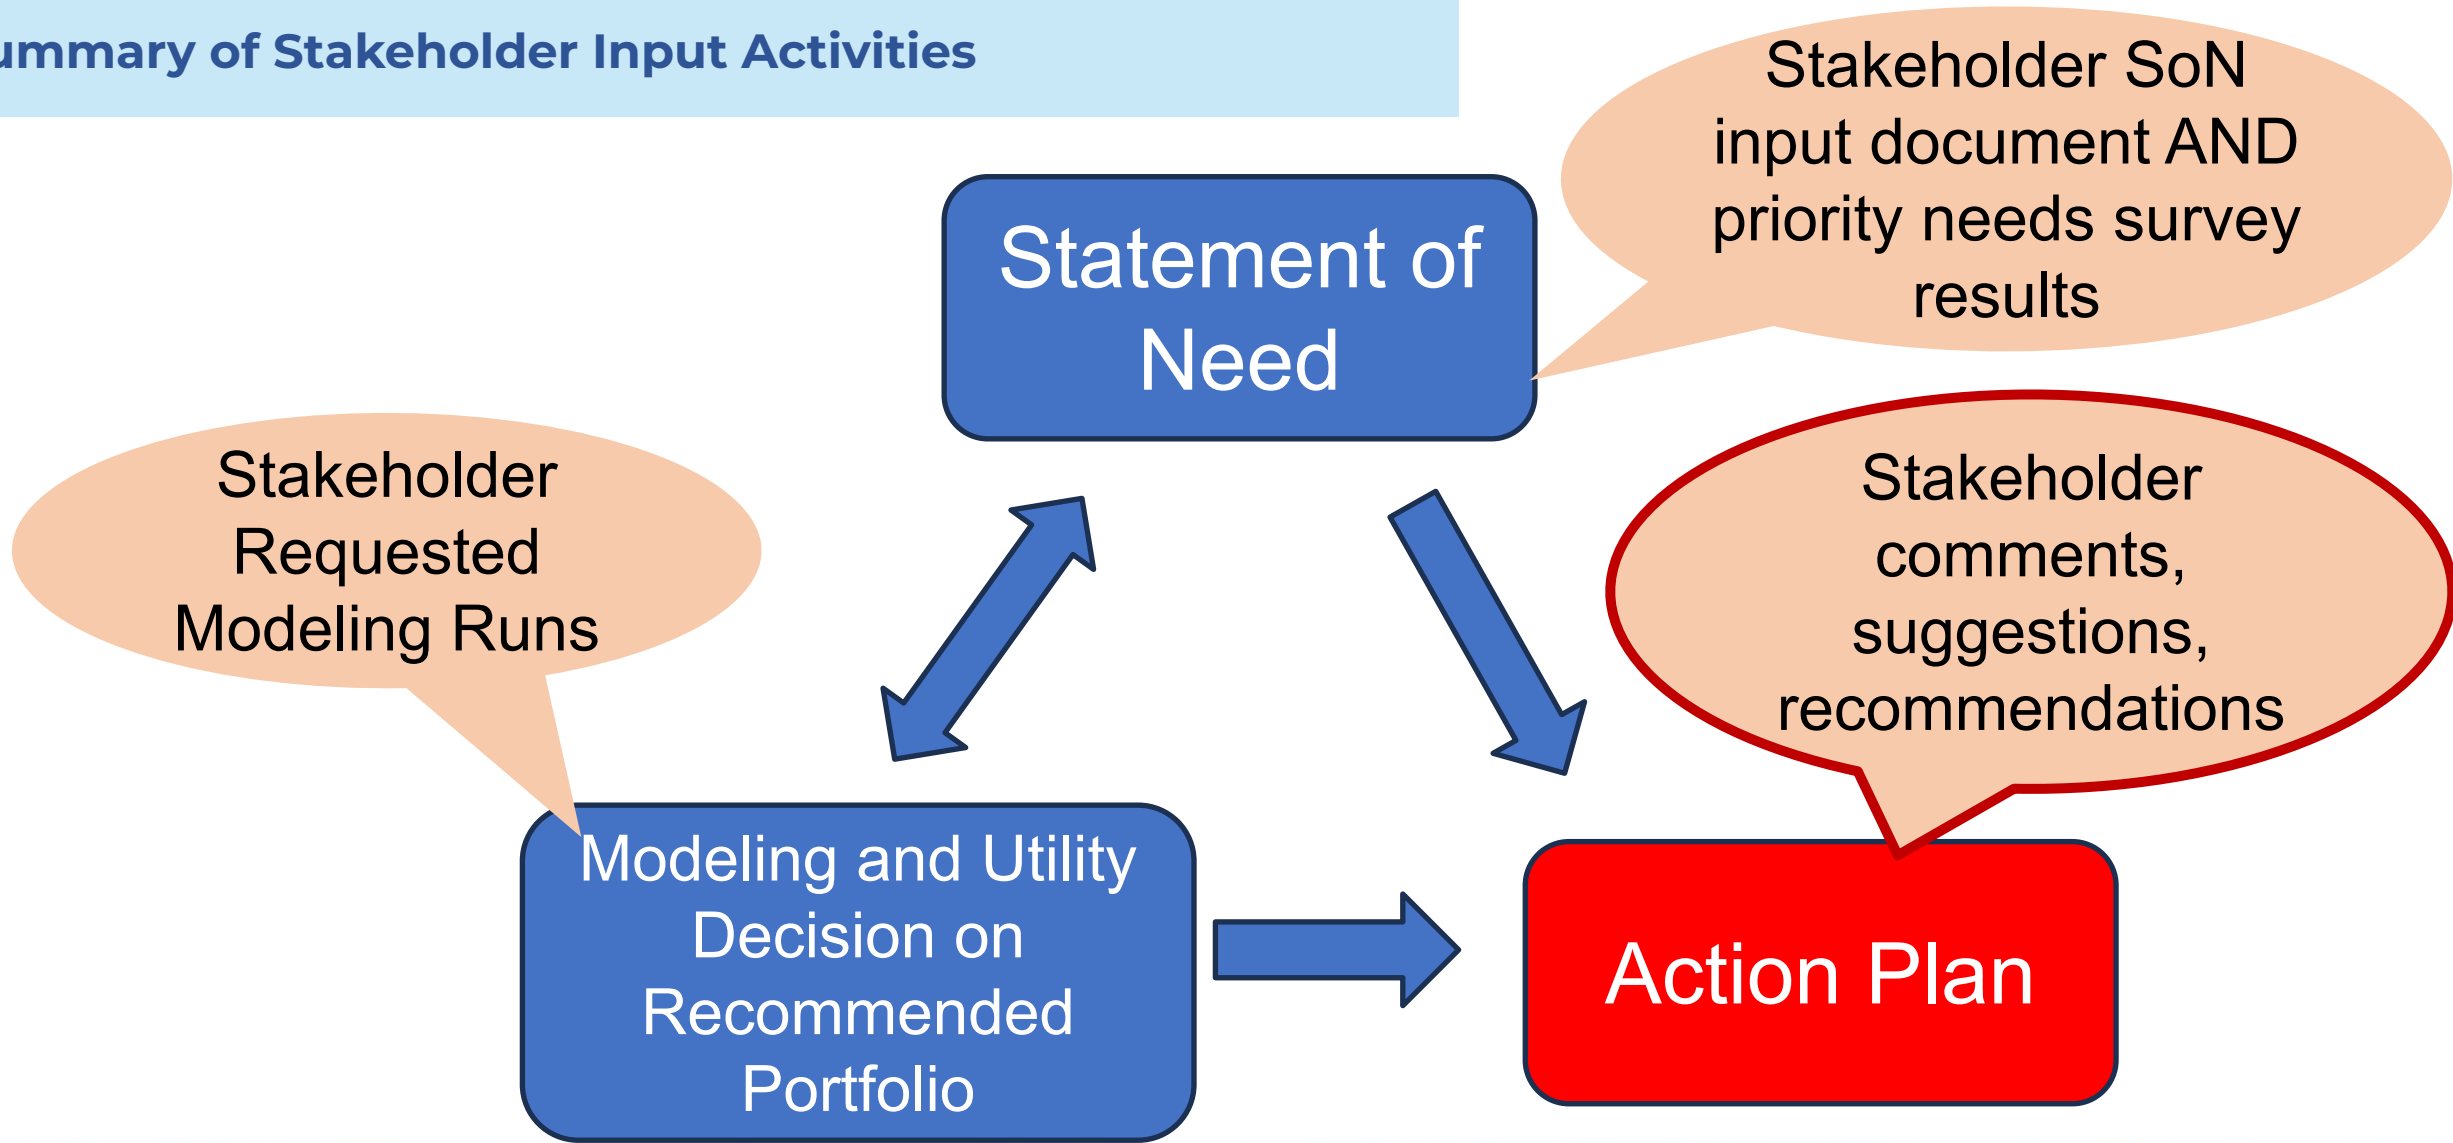 ummary of Stakeholder Input Activities
Stakeholder SoN
input document AND
priority needs survey
results
Statement of
Need
Stakeholder
Requested
Modeling Runs
Stakeholder
comments,
suggestions,
recommendations
Modeling and Utility
Decision on
Recommended
Portfolio
Action Plan